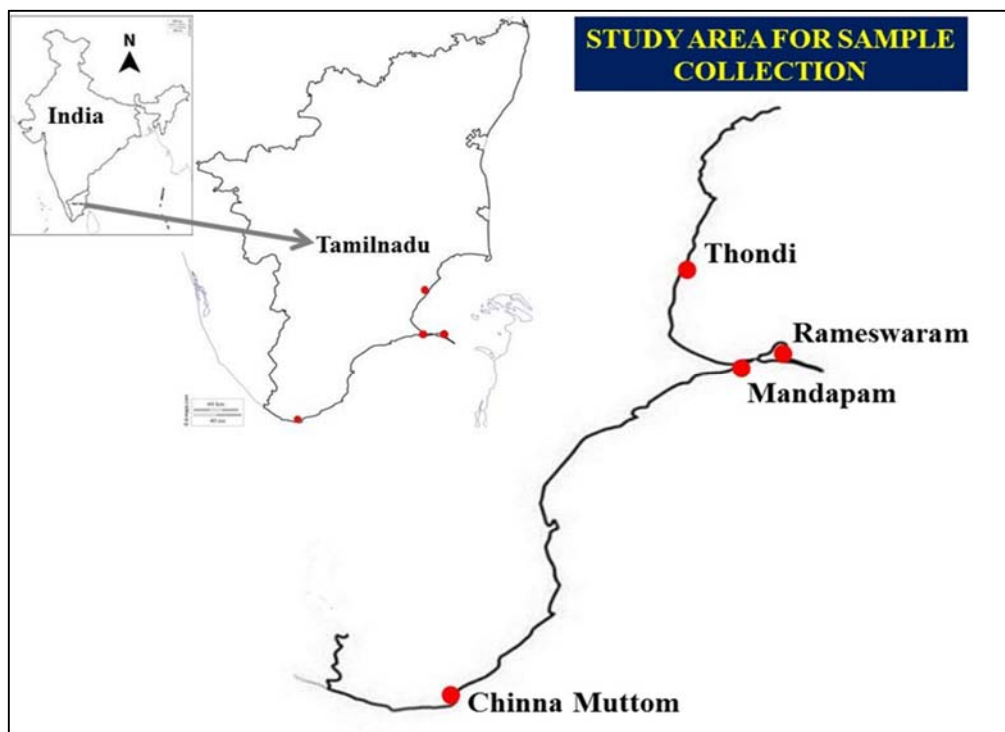 STUDY AREA FOR SAMPLE
COLLECTION
N
India
Tamilnadu
Thondi
Rameswaram
Mandapam
Chinna Muttom